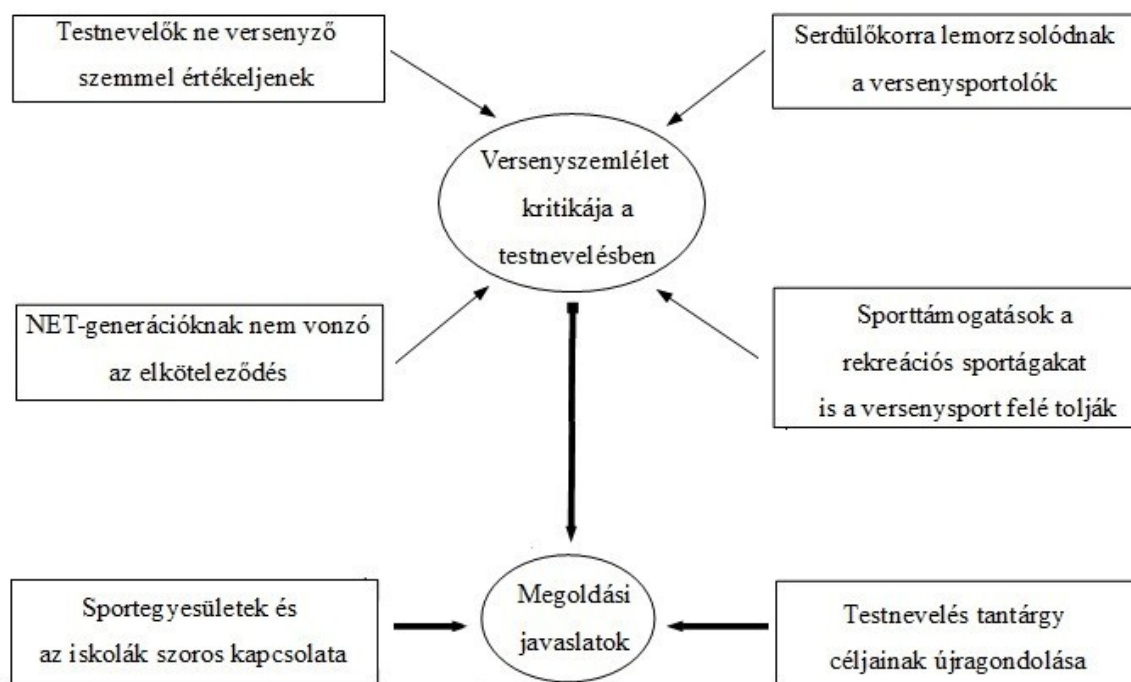 Testnevelők ne versenyző
szemmel értékeljenek
Serdülőkorra lemorzsolódnak
a versenysportolók
Versenyszemlélet
kritikája a
testnevelésben
NET-generációknak nem vonzó
az elköteleződés
Sporttámogatások a
rekreációs sportágakat
is a versenysport felé tolják
Sportegyesületek és
az iskolák szoros kapcsolata
Megoldási
javaslatok
Testnevelés tantárgy
céljainak újragondolása